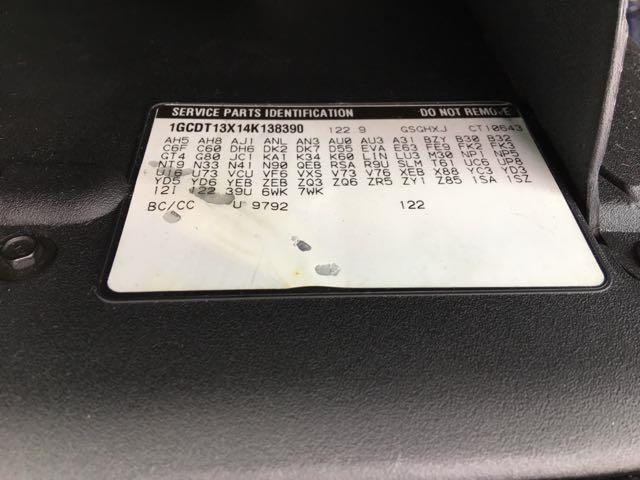 SERVICE PARTS IDENTIFICATION DO NOT REMOVE
1GCDT13X14K138390 122 9 GSQHXJ CT10643
AH5 AH8 AJ1 ANL AN3 AU0 AU3 A31 BZY B30 B32
C6F C60 DH6 DK2 DK7 D55 EVA E63 FE9 FK2 FK3
GT4 G80 JC1 KA1 K34 K60 LIN LU3 M30 NP1 NP5
NT9 N33 N41 N90 QEB RSA R9U SLM T61 UC6 UP8
U16 U73 VCU VF6 VXS V73 V76 XEB X88 YC3 YD3
YD5 YD6 YEB ZEB ZQ3 ZQ6 ZR5 ZY1 Z85 1SA 1SZ
12I 122 39U 6WK 7WK
BC/CC U 9792 122